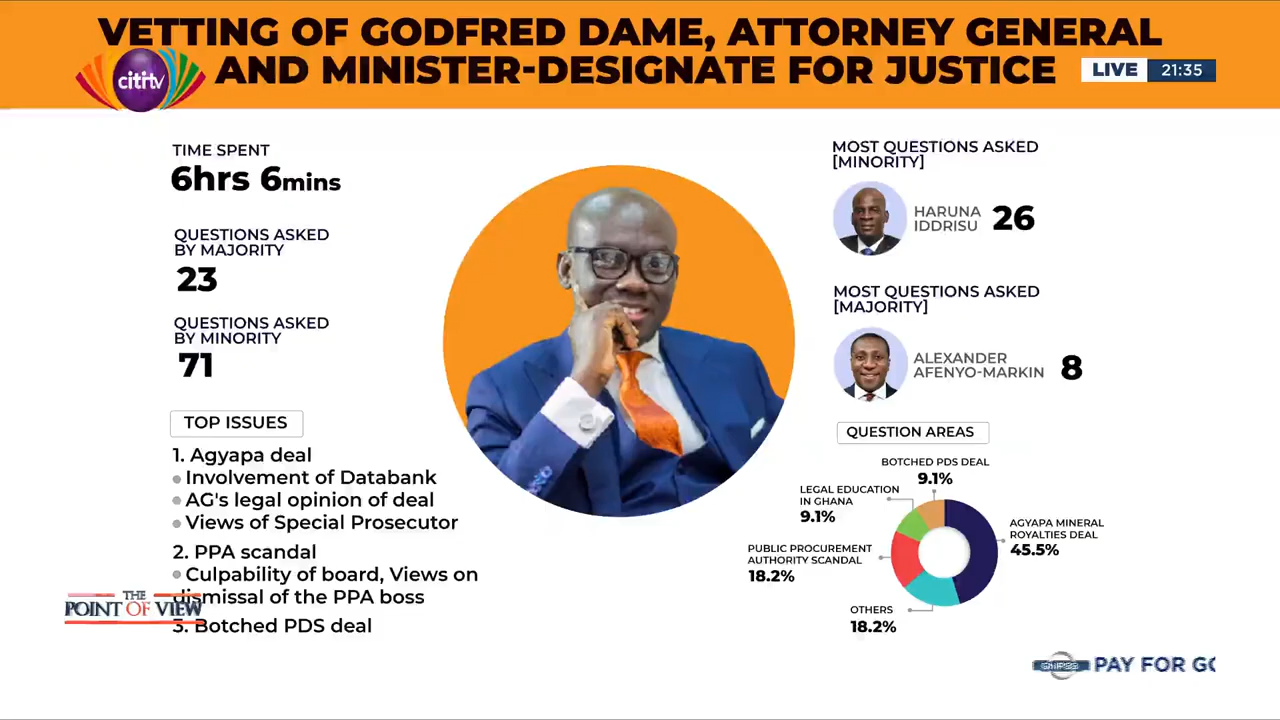 VETTING OF GODFRED DAME, ATTORNEY GENERAL
AND MINISTER-DESIGNATE FOR JUSTICE
cititv
LIVE 21:35
TIME SPENT
6hrs 6mins
QUESTIONS ASKED
BY MAJORITY
23
QUESTIONS ASKED
BY MINORITY
71
TOP ISSUES
1. Agyapa deal
Involvement of Databank
AG's legal opinion of deal
Views of Special Prosecutor
2. PPA scandal
Culpability of board, Views on
dismissal of the PPA boss
3. Botched PDS deal
THE
POINT OF VIEW
MOST QUESTIONS ASKED
[MINORITY]
HARUNA
IDDRISU
26
MOST QUESTIONS ASKED
[MAJORITY]
ALEXANDER
AFENYO-MARKIN
8
QUESTION AREAS
BOTCHED PDS DEAL
9.1%
LEGAL EDUCATION
IN GHANA
9.1%
AGYAPA MINERAL
ROYALTIES DEAL
45.5%
PUBLIC PROCUREMENT
AUTHORITY SCANDAL
18.2%
OTHERS
18.2%
PAY FOR GO